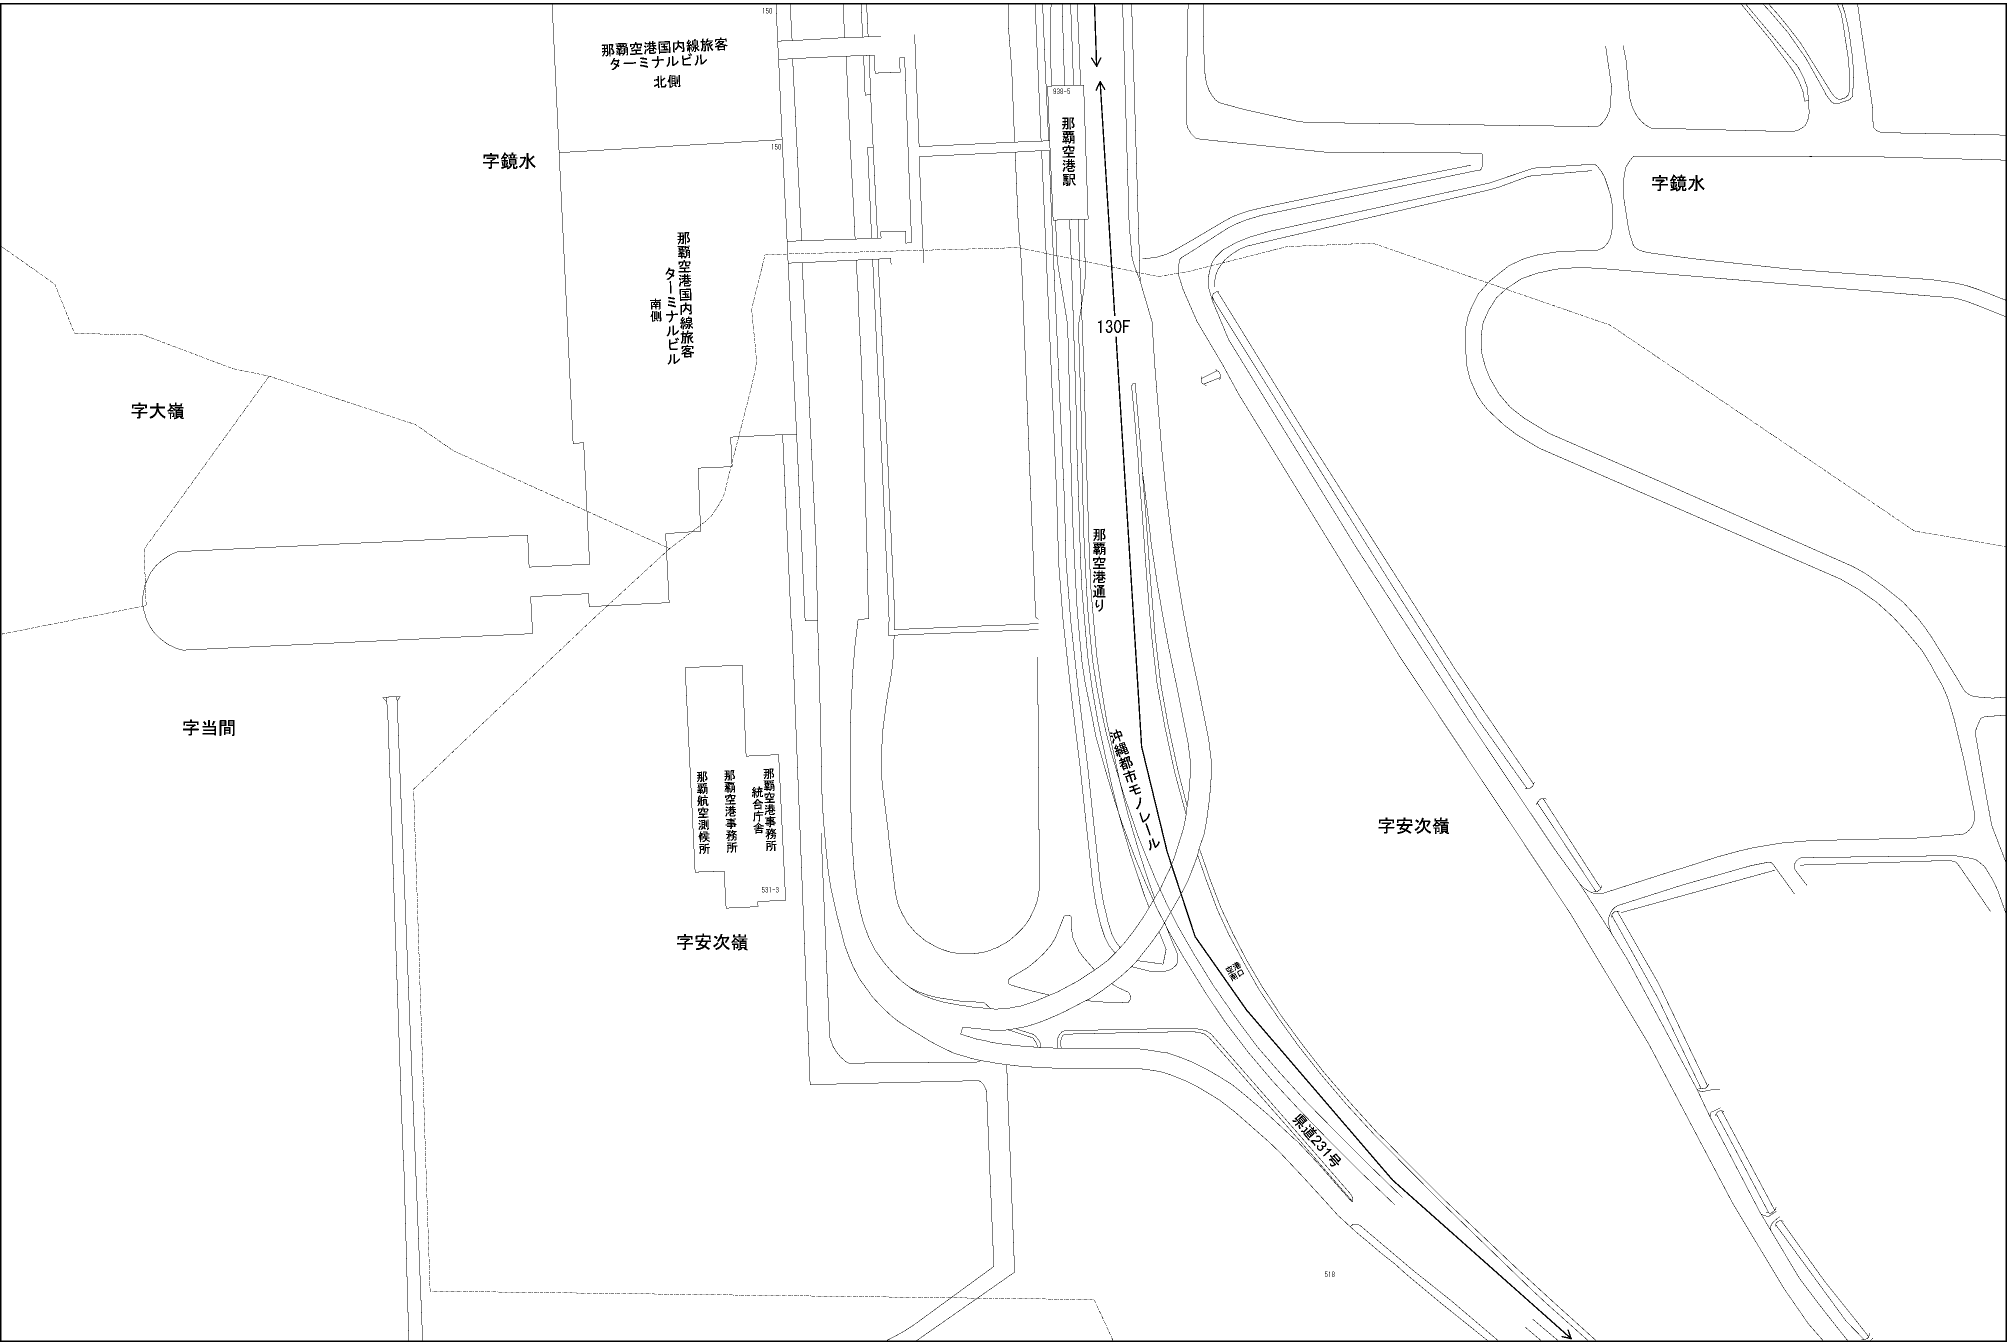 150
那覇空港国内線旅客
ターミナルビル
北側
938-5
那覇空港駅
150
字鏡水
字鏡水
那覇空港国内線旅客
ターミナルビル
南側
130F
字大嶺
那覇空港通り
字当間
沖縄都市モノレール
那覇空港事務所
統合庁舎
那覇空港事務所
那覇航空測候所
531-3
字安次嶺
字安次嶺
空港
南口
県道231号
518